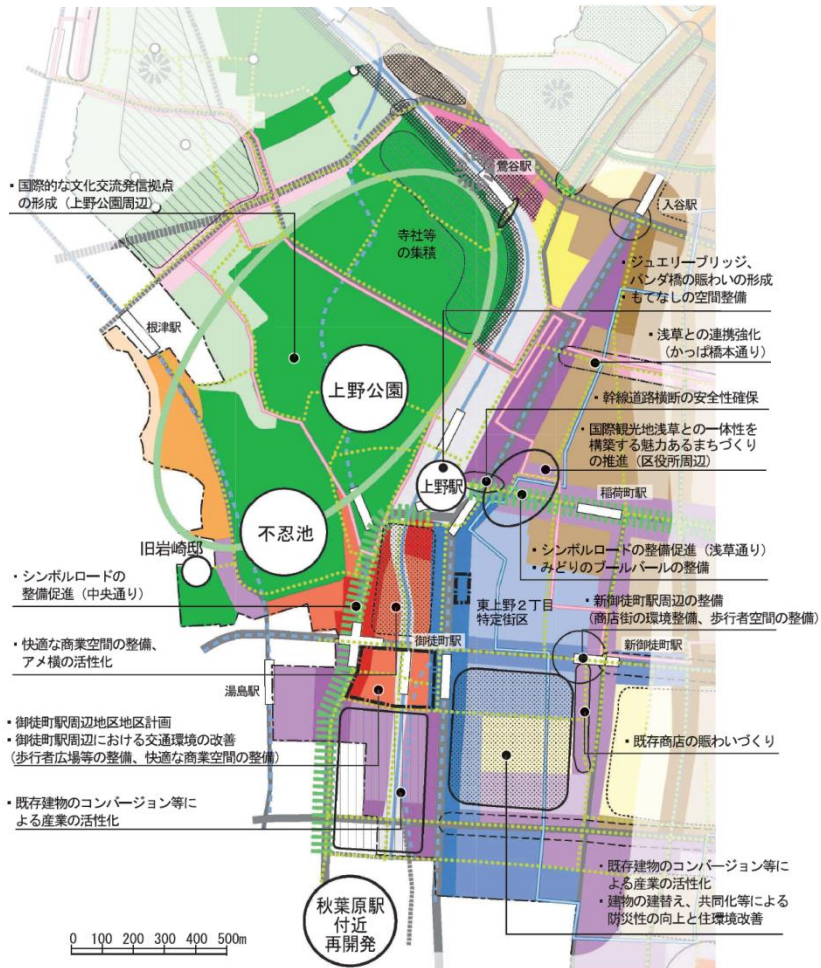 ・国際的な文化交流発信拠点
の形成（上野公園周辺）
鶯谷駅
入谷駅
寺社等
の集積
・ジュエリーブリッジ、
パンダ橋の賑わいの形成
・もてなしの空間整備
根津駅
・浅草との連携強化
（かっぱ橋本通り）
上野公園
・幹線道路横断の安全性確保
・国際観光地浅草との一体性を
構築する魅力あるまちづくり
の推進（区役所周辺）
上野駅
稲荷町駅
不忍池
旧岩崎邸
・シンボルロードの整備促進（浅草通り）
・みどりのブールバールの整備
・シンボルロードの
整備促進（中央通り）
東上野２丁目
特定街区
・新御徒町駅周辺の整備
（商店街の環境整備、歩行者空間の整備）
・快適な商業空間の整備、
アメ横の活性化
御徒町駅
新御徒町駅
湯島駅
・御徒町駅周辺地区地区計画
・御徒町駅周辺における交通環境の改善
（歩行者広場等の整備、快適な商業空間の整備）
・既存商店の賑わいづくり
・既存建物のコンバージョン等に
よる産業の活性化
・既存建物のコンバージョン等に
よる産業の活性化
・建物の建替え、共同化等による
防災性の向上と住環境改善
秋葉原駅
付近
再開発
0 100 200 300 400 500m